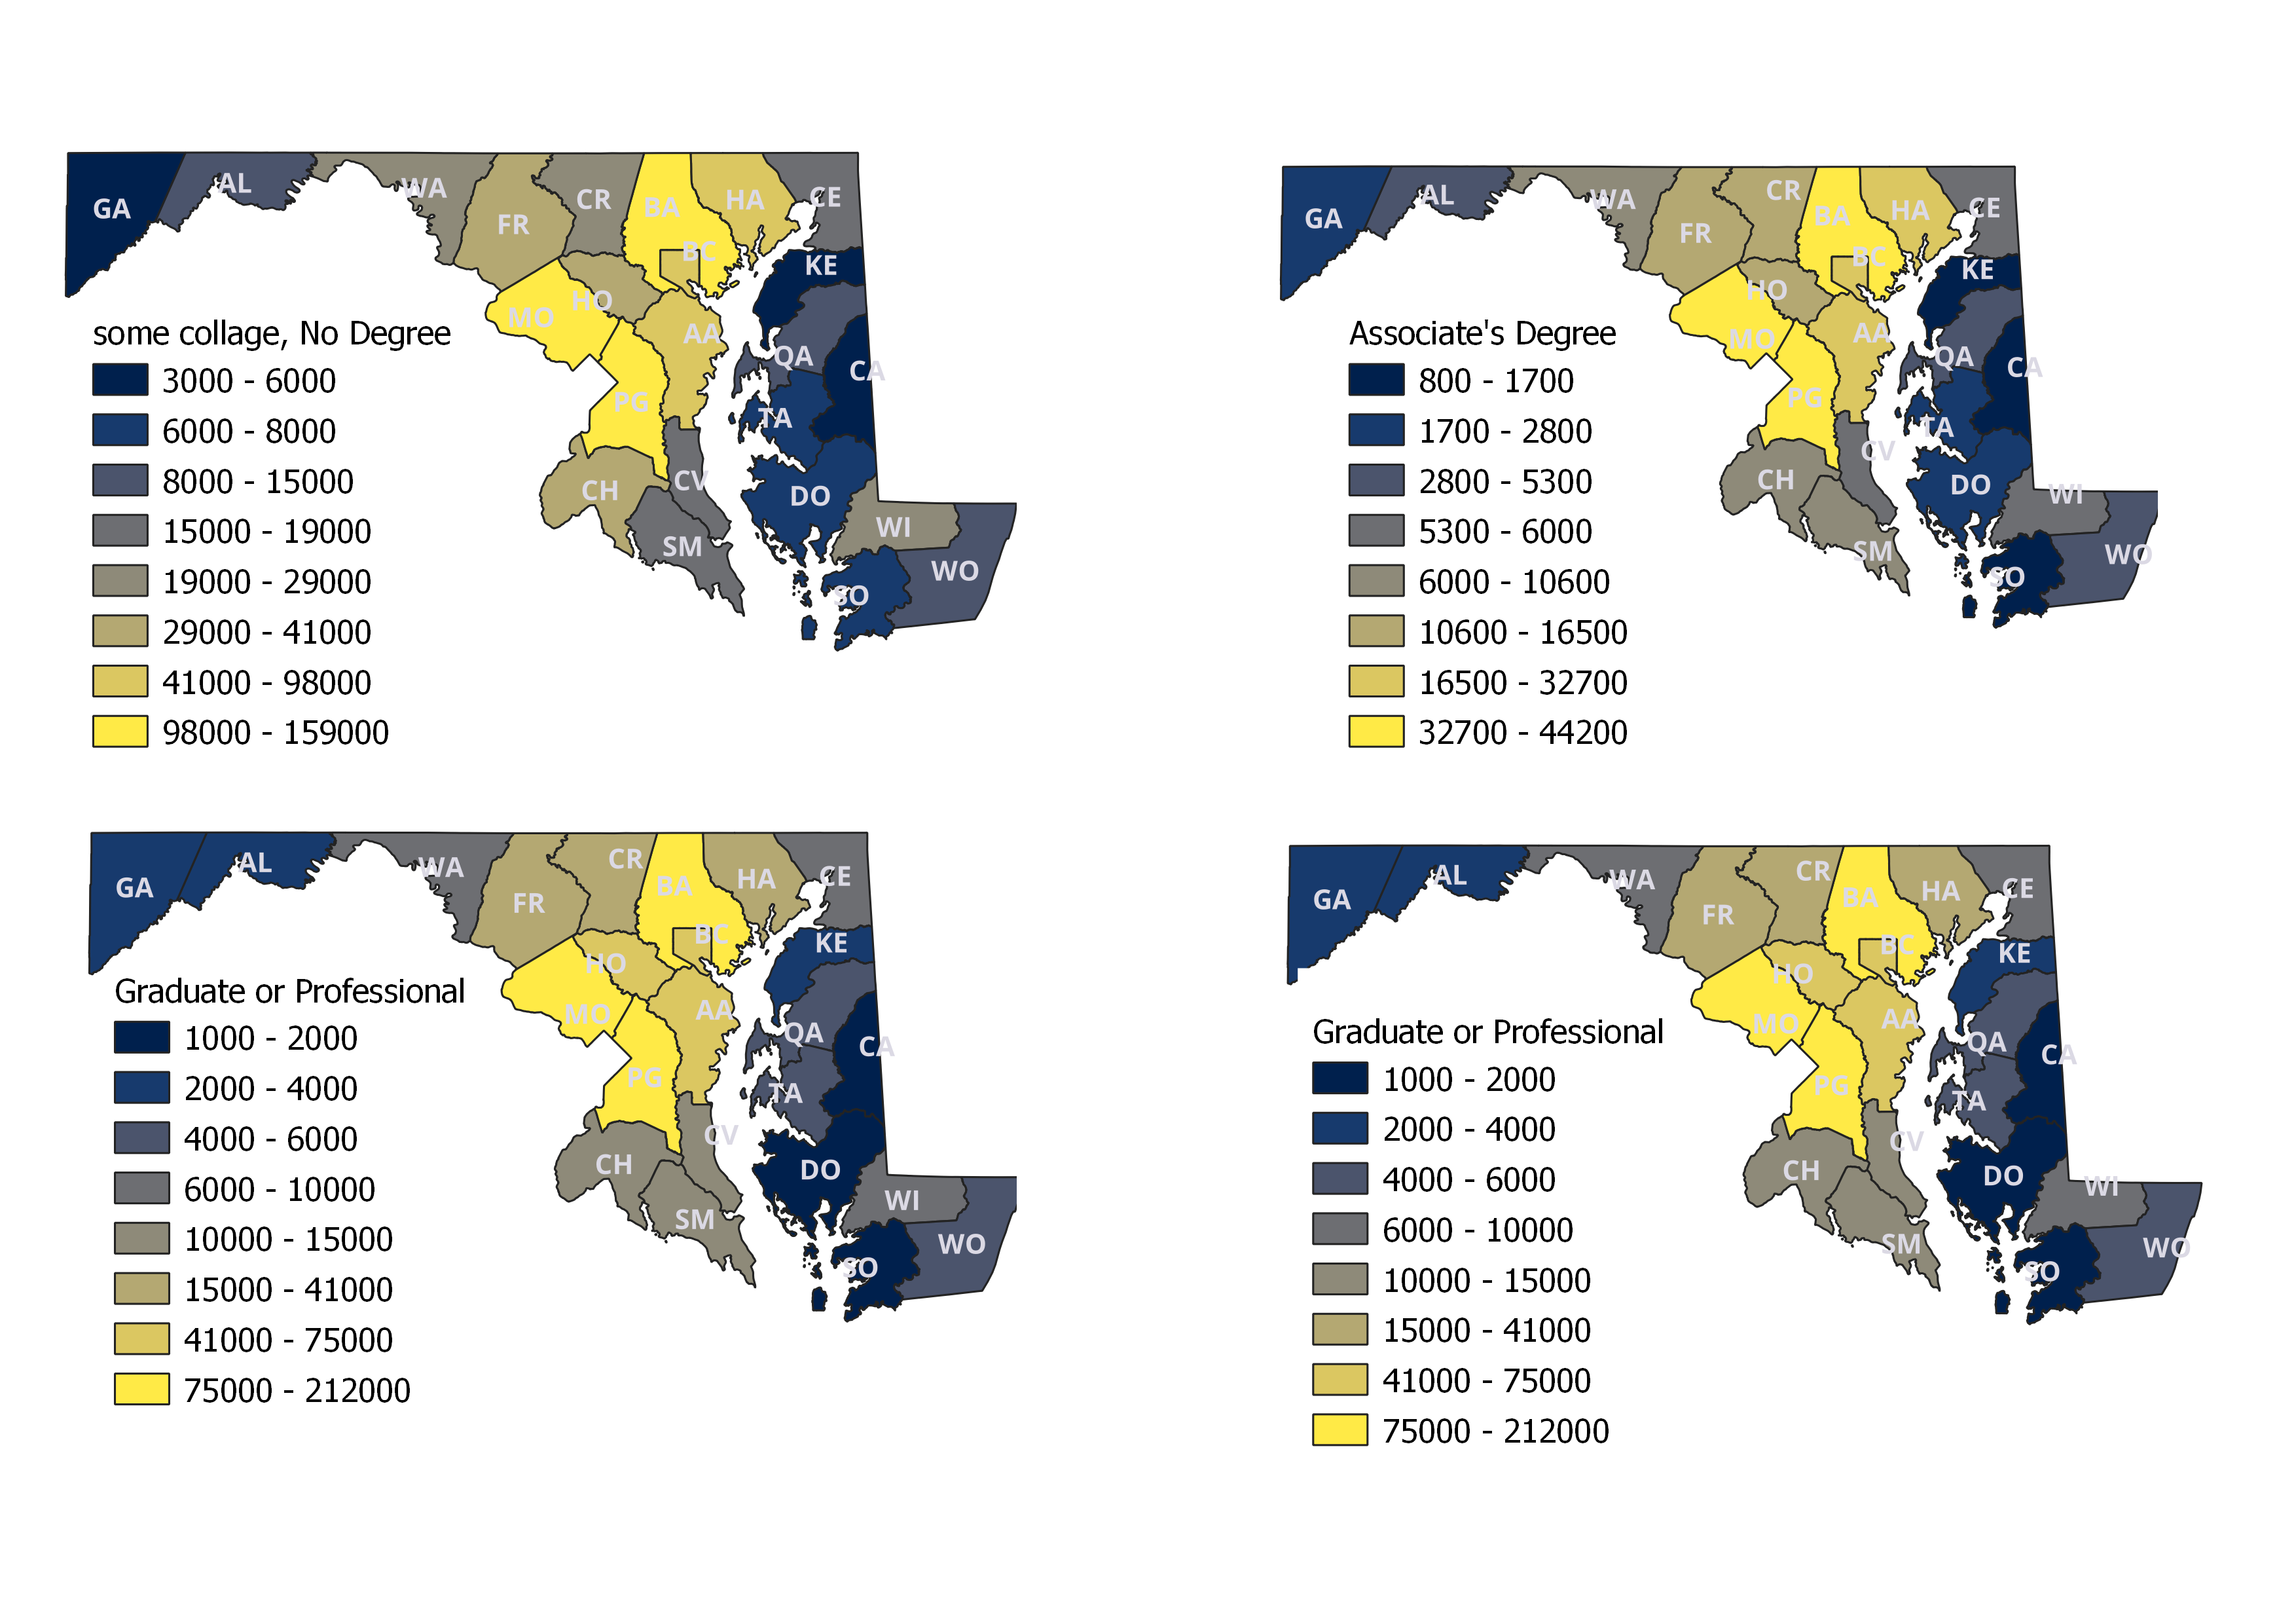 GA
AL
WA
FR
CR
BA
HA
CE
BC
KE
HO
MO
AA
QA
CA
PG
TA
CV
CH
DO
SM
WI
WO
SO
some collage, No Degree
3000 - 6000
6000 - 8000
8000 - 15000
15000 - 19000
19000 - 29000
29000 - 41000
41000 - 98000
98000 - 159000
GA
AL
WA
FR
CR
BA
HA
CE
BC
KE
HO
MO
AA
QA
CA
PG
TA
CV
CH
DO
SM
WI
WO
SO
Associate's Degree
800 - 1700
1700 - 2800
2800 - 5300
5300 - 6000
6000 - 10600
10600 - 16500
16500 - 32700
32700 - 44200
GA
AL
WA
FR
CR
BA
HA
CE
BC
KE
HO
MO
AA
QA
CA
PG
TA
CV
CH
DO
SM
WI
WO
SO
Graduate or Professional
1000 - 2000
2000 - 4000
4000 - 6000
6000 - 10000
10000 - 15000
15000 - 41000
41000 - 75000
75000 - 212000
GA
AL
WA
FR
CR
BA
HA
CE
BC
KE
HO
MO
AA
QA
CA
PG
TA
CV
CH
DO
SM
WI
WO
SO
Graduate or Professional
1000 - 2000
2000 - 4000
4000 - 6000
6000 - 10000
10000 - 15000
15000 - 41000
41000 - 75000
75000 - 212000